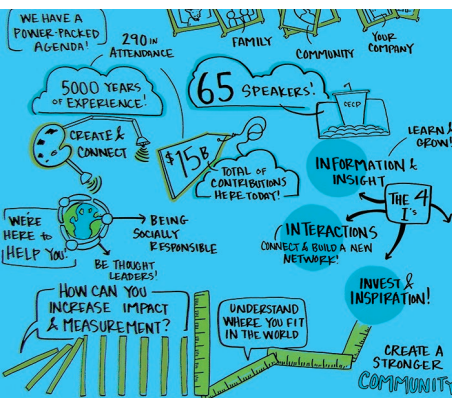 WE HAVE A
POWER-PACKED
AGENDA!
290 IN
ATTENDANCE
FAMILY
COMMUNITY
YOUR
COMPANY
5000 YEARS
OF EXPERIENCE!
65 SPEAKERS!
OECD
CREATE &
CONNECT
$15B
TOTAL OF
CONTRIBUTIONS
HERE TODAY!
LEARN &
GROW!
INFORMATION &
INSIGHT
THE 4
I's
INTERACTIONS
CONNECT & BUILD A NEW
NETWORK!
INVEST &
INSPIRATION!
WE'RE
HERE to
HELP YOU!
BEING
SOCIALLY
RESPONSIBLE
BE THOUGHT
LEADERS!
HOW CAN YOU
INCREASE IMPACT
& MEASUREMENT?
UNDERSTAND
WHERE YOU FIT
IN THE WORLD
CREATE A
STRONGER
COMMUNITY